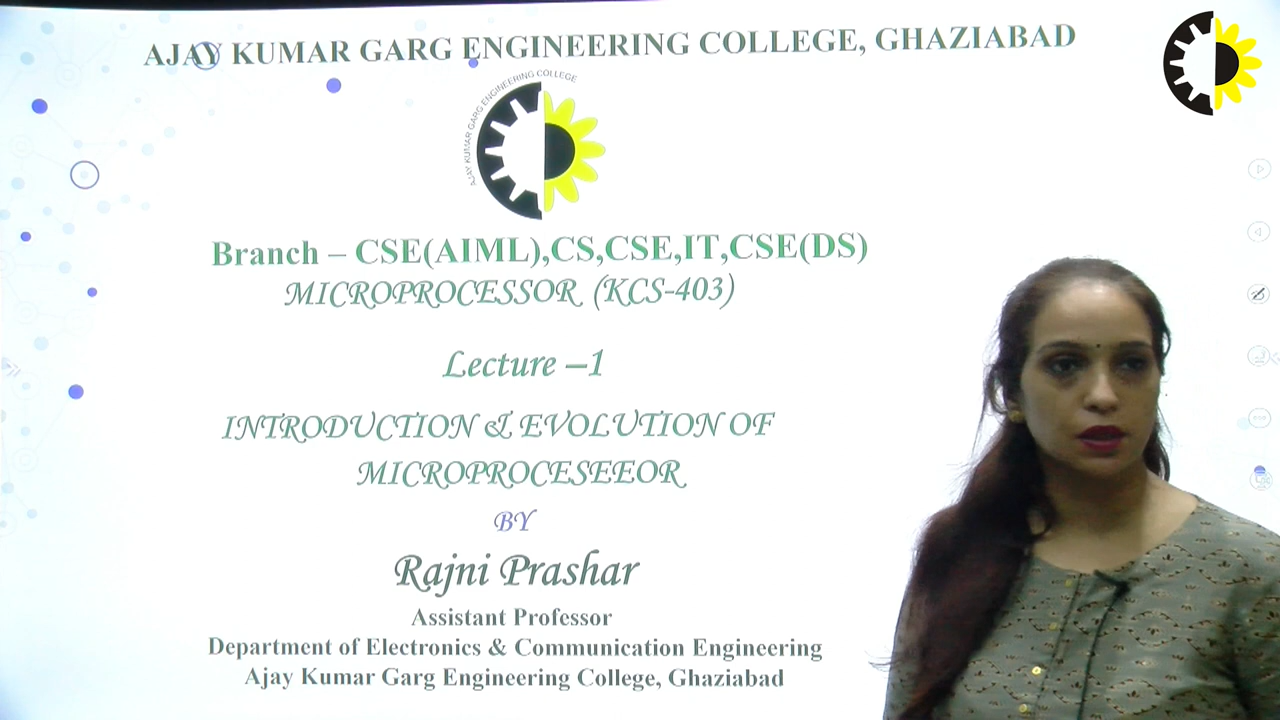 AJAY KUMAR GARG ENGINEERING COLLEGE, GHAZIABAD
AJAY KUMAR GARG ENGINEERING COLLEGE
Branch – CSE(AIML),CS,CSE,IT,CSE(DS)
MICROPROCESSOR (KCS-403)
Lecture –1
INTRODUCTION & EVOLUTION OF
MICROPROCESEEOR
BY
Rajni Prashar
Assistant Professor
Department of Electronics & Communication Engineering
Ajay Kumar Garg Engineering College, Ghaziabad